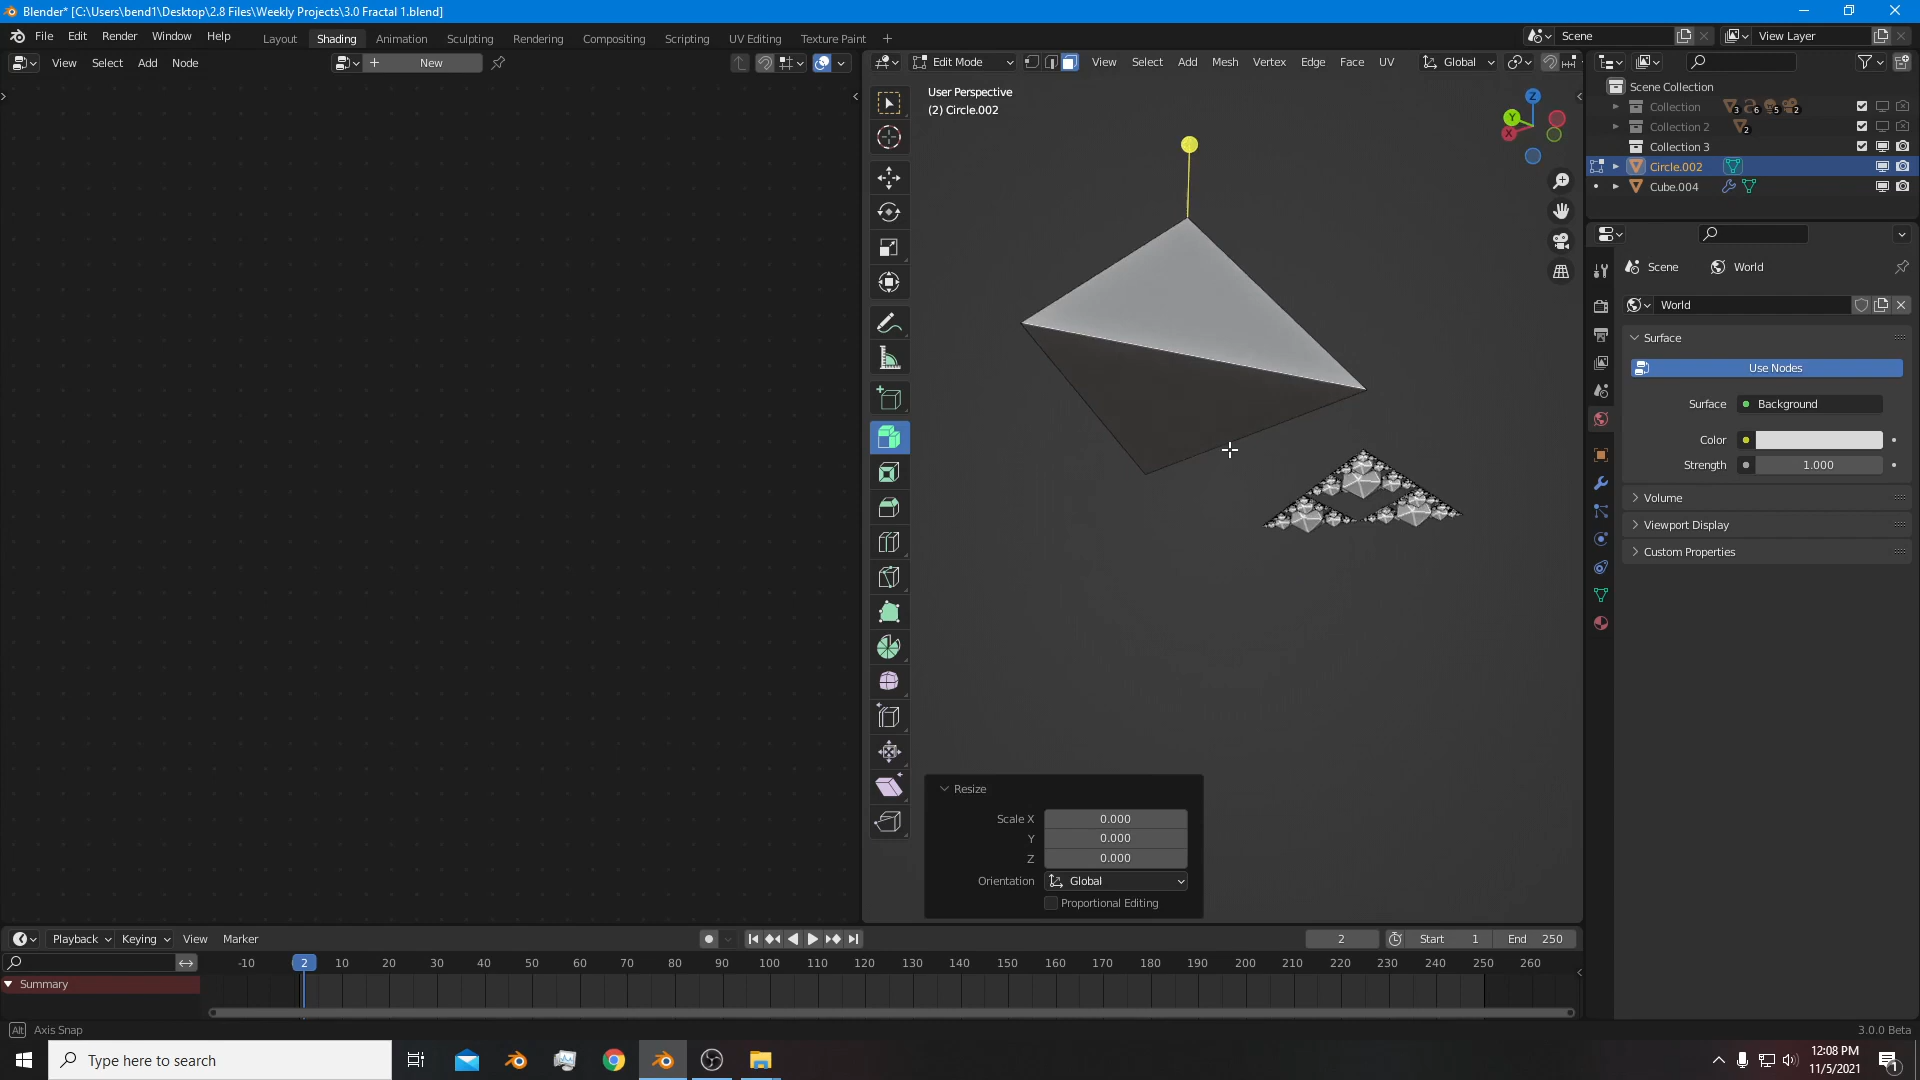 Blender* [C:\Users\bend1\Desktop\2.8 Files\Weekly Projects\3.0 Fractal 1.blend]
File Edit Render Window Help Layout Shading Animation Sculpting Rendering Compositing Scripting UV Editing Texture Paint + Scene View Layer
View Select Add Node New Edit Mode View Select Add Mesh Vertex Edge Face UV Global
User Perspective
(2) Circle.002
Z
Y
X
Scene Collection
Collection 3 6 5 2
Collection 2 2
Collection 3
Circle.002
Cube.004
Scene World
World
Surface
Use Nodes
Surface Background
Color
Strength 1.000
Volume
Viewport Display
Custom Properties
Resize
Scale X 0.000
Y 0.000
Z 0.000
Orientation Global
Proportional Editing
Playback Keying View Marker 2 Start 1 End 250
-10 2 10 20 30 40 50 60 70 80 90 100 110 120 130 140 150 160 170 180 190 200 210 220 230 240 250 260
Summary
Alt Axis Snap 3.0.0 Beta
Type here to search
12:08 PM
11/5/2021
1